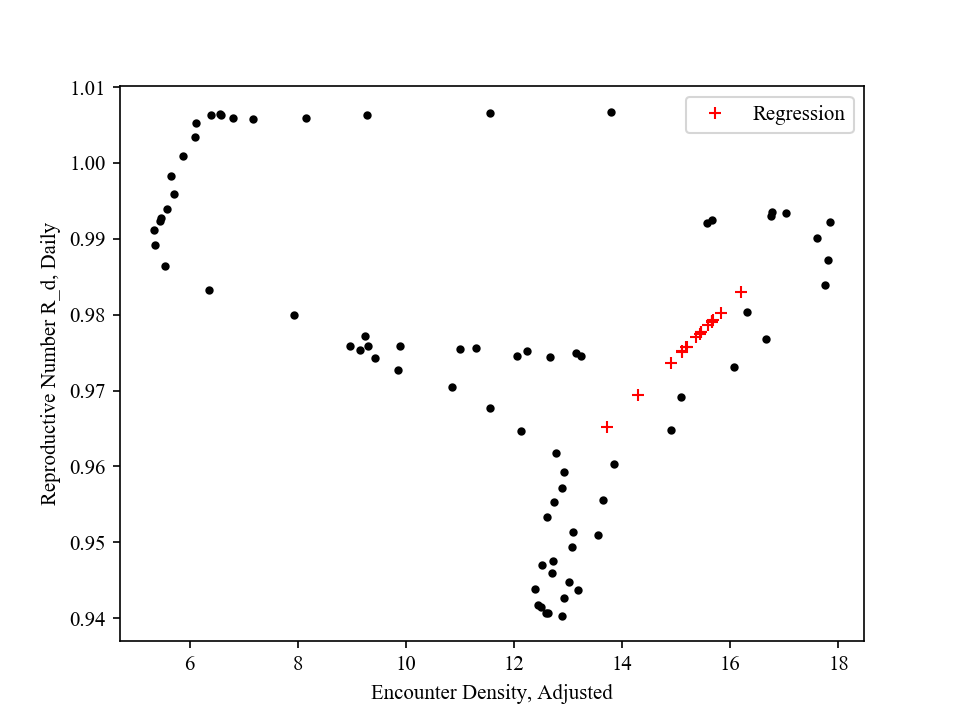 1.01
1.00
0.99
0.98
0.97
0.96
0.95
0.94
Reproductive Number R_d, Daily
Regression
6 8 10 12 14 16 18
Encounter Density, Adjusted